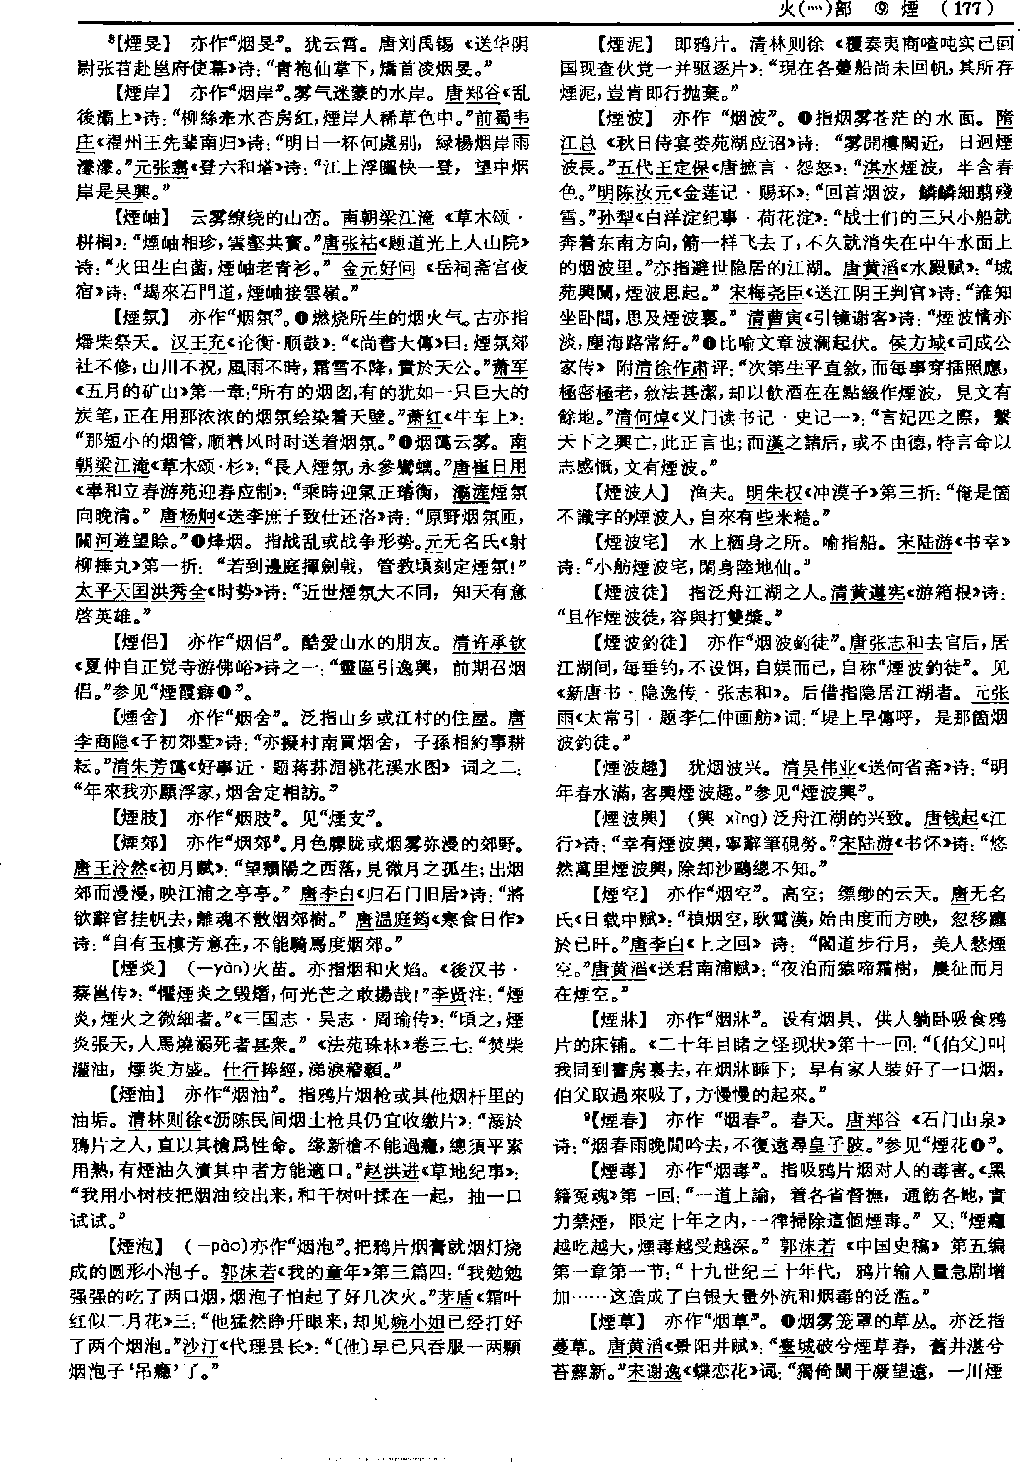 火(灬)部 ⑨ 煙 (177)
⁸【煙旻】 亦作“烟旻”。犹云霄。唐刘禹锡《送华阴
尉张苕赴邕府使幕》诗：“青袍仙掌下，矯首凌烟旻。”
【煙岸】 亦作“烟岸”。雾气迷蒙的水岸。唐郑谷《乱
後灞上》诗：“柳絲牽水杏房紅，煙岸人稀草色中。”前蜀韦
庄《衢州王先輩南归》诗：“明日一杯何處别，緑楊烟岸雨
濛濛。”元张翥《登六和塔》诗：“江上浮圖快一登，望中烟
岸是吴興。”
【煙岫】 云雾缭绕的山峦。南朝梁江淹《草木颂·
栟榈》：“煙岫相珍，雲壑共寳。”唐张祜《题道光上人山院》
诗：“火田生白菌，煙岫老青衫。” 金元好问《岳祠斋宫夜
宿》诗：“朅來石門道，煙岫接雲嶺。”
【煙氛】 亦作“烟氛”。❶燃烧所生的烟火气。古亦指
燔柴祭天。汉王充《论衡·顺鼓》：“《尚書大傳》曰：煙氛郊
社不修，山川不祝，風雨不時，霜雪不降，責於天公。”萧军
《五月的矿山》第一章：“所有的烟囱，有的犹如一只巨大的
炭笔，正在用那浓浓的烟氛绘染着天壁。”萧红《牛车上》：
“那短小的烟管，顺着风时时送着烟氛。”❷烟霭云雾。南
朝梁江淹《草木颂·杉》：“長入煙氛，永參鸞螭。”唐崔日用
《奉和立春游苑迎春应制》：“乘時迎氣正璿衡，灞滻煙氛
向晚清。” 唐杨炯《送李庶子致仕还洛》诗：“原野烟氛匝，
關河遊望賒。”❸烽烟。指战乱或战争形势。元无名氏《射
柳捶丸》第一折：“若到邊庭揮劍戟，管教頃刻定煙氛！”
太平天国洪秀全《时势》诗：“近世煙氛大不同，知天有意
啓英雄。”
【煙侣】 亦作“烟侣”。酷爱山水的朋友。清许承钦
《夏仲自正觉寺游佛峪》诗之一：“靈區引逸興，前期召烟
侣。”参见“煙霞癖❶”。
【煙舍】 亦作“烟舍”。泛指山乡或江村的住屋。唐
李商隐《子初郊墅》诗：“亦擬村南買烟舍，子孫相約事耕
耘。”清朱芳霭《好事近·题蒋荪湄桃花溪水图》词之二：
“年來我亦願浮家，烟舍定相訪。”
【煙肢】 亦作“烟肢”。见“煙支”。
【煙郊】 亦作“烟郊”。月色朦胧或烟雾弥漫的郊野。
唐王泠然《初月赋》：“望頹陽之西落，見微月之孤生；出烟
郊而漫漫，映江浦之亭亭。” 唐李白《归石门旧居》诗：“將
欲辭官挂帆去，離魂不散烟郊樹。” 唐温庭筠《寒食日作》
诗：“自有玉樓芳意在，不能騎馬度烟郊。”
【煙炎】 (—yàn)火苗。亦指烟和火焰。《後汉书·
蔡邕传》：“懼煙炎之毁熸，何光芒之敢揚哉！”李贤注：“煙
炎，煙火之微細者。”《三国志·吴志·周瑜传》：“頃之，煙
炎張天，人馬燒溺死者甚衆。”《法苑珠林》卷三七：“焚柴
灌油，煙炎方盛。仕行捧經，涕淚稽顙。”
【煙油】 亦作“烟油”。指鸦片烟枪或其他烟杆里的
油垢。清林则徐《沥陈民间烟土枪具仍宜收缴片》：“溺於
鴉片之人，直以其槍爲性命。缘新槍不能過癮，總須平素
用熟，有煙油久漬其中者方能適口。”赵洪进《草地纪事》：
“我用小树枝把烟油绞出来，和干树叶揉在一起，抽一口
试试。”
【煙泡】 (—pào)亦作“烟泡”。把鸦片烟膏就烟灯烧
成的圆形小泡子。郭沫若《我的童年》第三篇四：“我勉勉
强强的吃了两口烟，烟泡子怕起了好几次火。”茅盾《霜叶
红似二月花》三：“他猛然睁开眼来，却见婉小姐已经打好
了两个烟泡。”沙汀《代理县长》：“〔他〕早已只吞服一两颗
烟泡子‘吊瘾’了。”
【煙泥】 即鸦片。清林则徐《覆奏夷商喳吨实已回
国现查伙党一并驱逐片》：“現在各躉船尚未回帆，其所存
煙泥，豈肯即行抛棄。”
【煙波】 亦作“烟波”。❶指烟雾苍茫的水面。隋
江总《秋日侍宴娄苑湖应诏》诗：“雾開樓闕近，日迥煙
波長。”五代王定保《唐摭言·怨怒》：“淇水煙波，半含春
色。”明陈汝元《金莲记·赐环》：“回首烟波，鱗鱗細翦殘
雪。”孙犁《白洋淀纪事·荷花淀》：“战士们的三只小船就
奔着东南方向，箭一样飞去了，不久就消失在中午水面上
的烟波里。”亦指避世隐居的江湖。唐黄滔《水殿赋》：“城
苑興闌，煙波思起。” 宋梅尧臣《送江阴王判官》诗：“誰知
坐卧間，思及煙波裏。” 清曹寅《引镜谢客》诗：“煙波情亦
淡，塵海路常紆。”❷比喻文章波澜起伏。侯方域《司成公
家传》附清徐作肃评：“次第生平直敘，而每事穿插照應，
極密極老，敘法甚潔，却以飲酒在在點綴作煙波，見文有
餘地。”清何焯《义门读书记·史记一》：“言妃匹之際，繫
天下之興亡，此正言也；而漢之諸后，或不由德，特言命以
志感慨，文有煙波。”
【煙波人】 渔夫。明朱权《冲漠子》第三折：“俺是箇
不識字的煙波人，自來有些米糙。”
【煙波宅】 水上栖身之所。喻指船。宋陆游《书幸》
诗：“小舫煙波宅，閑身陸地仙。”
【煙波徒】 指泛舟江湖之人。清黄遵宪《游箱根》诗：
“且作煙波徒，容與打雙槳。”
【煙波釣徒】 亦作“烟波釣徒”。唐张志和去官后，居
江湖间，每垂钓，不设饵，自娱而已，自称“煙波釣徒”。见
《新唐书·隐逸传·张志和》。后借指隐居江湖者。元张
雨《太常引·题李仁仲画舫》词：“堤上早傳呼，是那箇烟
波釣徒。”
【煙波趣】 犹烟波兴。清吴伟业《送何省斋》诗：“明
年春水滿，客興煙波趣。”参见“煙波興”。
【煙波興】 (興 xìng)泛舟江湖的兴致。唐钱起《江
行》诗：“幸有煙波興，寧辭筆硯勞。”宋陆游《书怀》诗：“悠
然萬里煙波興，除却沙鷗總不知。”
【煙空】 亦作“烟空”。高空；缥缈的云天。唐无名
氏《日载中赋》：“楨烟空，耿霄漢，始由度而方映，忽移躔
於已旰。”唐李白《上之回》诗：“閣道步行月，美人愁煙
空。”唐黄滔《送君南浦赋》：“夜泊而猿啼霜樹，晨征而月
在煙空。”
【煙牀】 亦作“烟牀”。设有烟具、供人躺卧吸食鸦
片的床铺。《二十年目睹之怪现状》第十一回：“〔伯父〕叫
我同到書房裏去，在烟牀睡下；早有家人裝好了一口烟，
伯父取過來吸了，方慢慢的起來。”
⁹【煙春】 亦作“烟春”。春天。唐郑谷《石门山泉》
诗：“烟春雨晚閒吟去，不復遠尋皇子陂。”参见“煙花❶”。
【煙毒】 亦作“烟毒”。指吸鸦片烟对人的毒害。《黑
籍冤魂》第一回：“一道上諭，着各省督撫，通飭各地，實
力禁煙，限定十年之内，一律掃除這個煙毒。” 又：“煙癮
越吃越大，煙毒越受越深。” 郭沫若《中国史稿》第五编
第一章第一节：“十九世纪三十年代，鸦片输入量急剧增
加……这造成了白银大量外流和烟毒的泛滥。”
【煙草】 亦作“烟草”。❶烟雾笼罩的草丛。亦泛指
蔓草。唐黄滔《景阳井赋》：“臺城破兮煙草春，舊井湛兮
苔蘚新。”宋谢逸《蝶恋花》词：“獨倚闌干凝望遠，一川煙